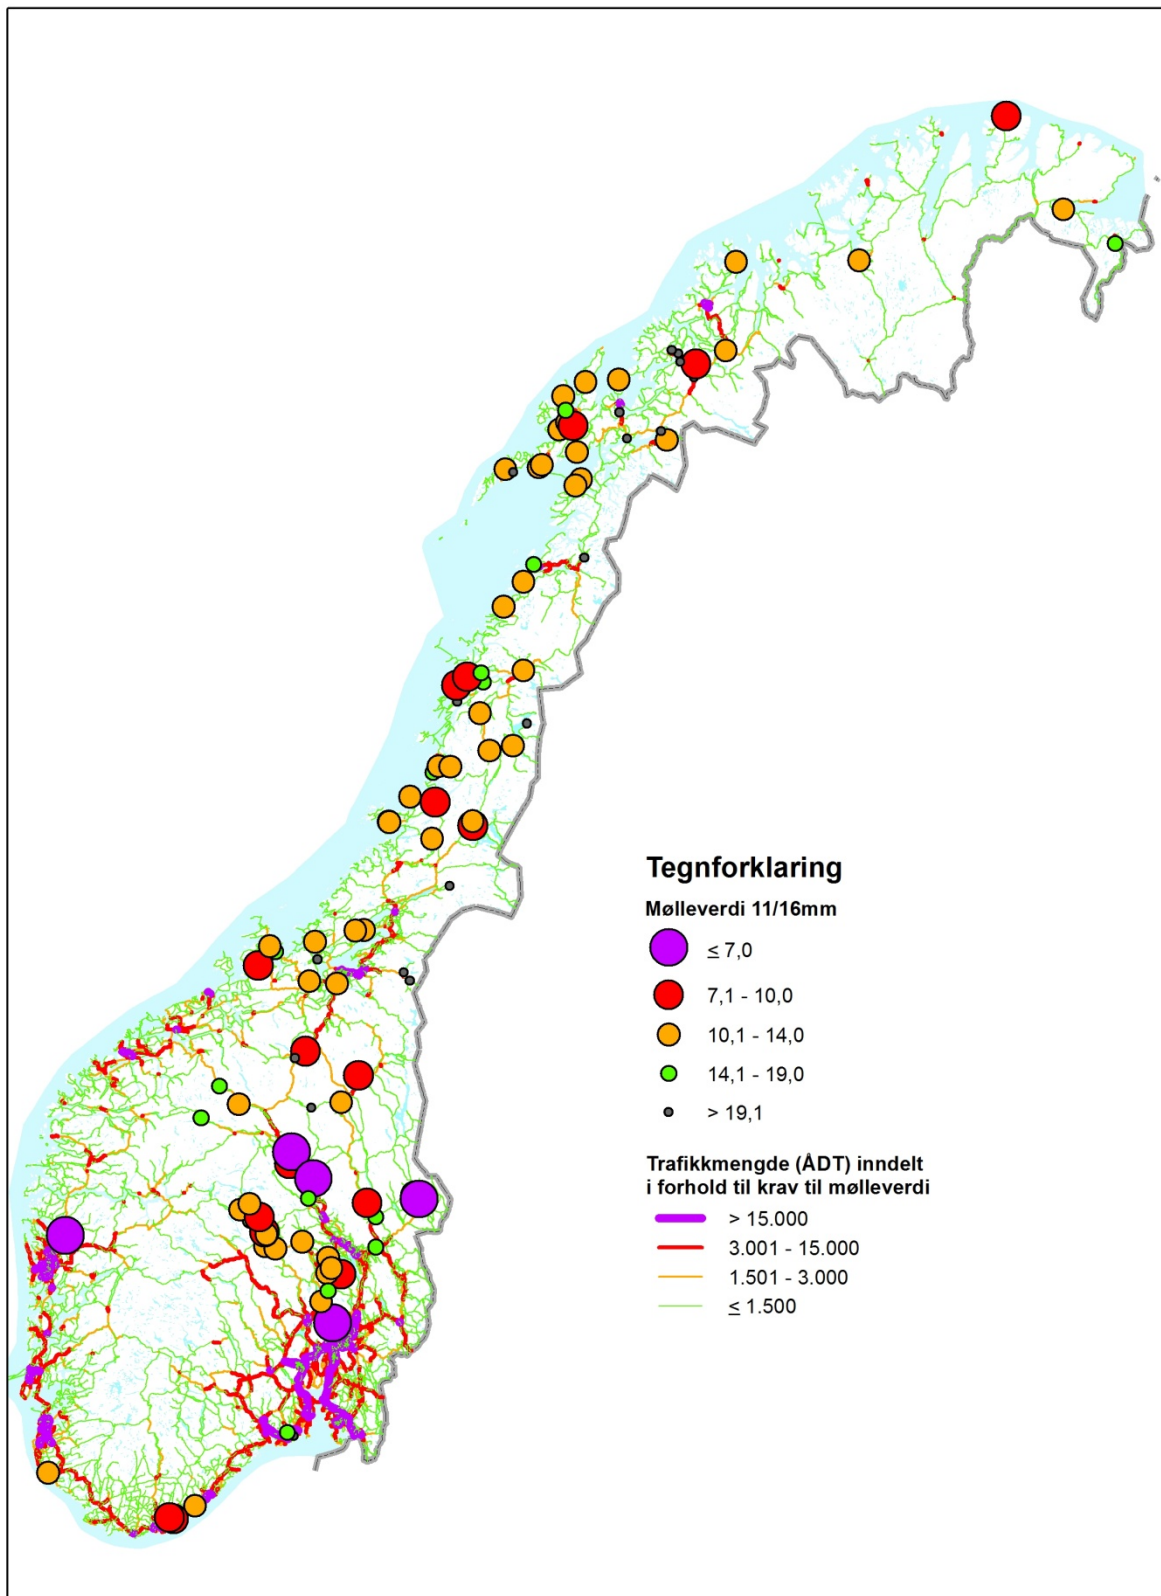 Tegnforklaring
Mølleverdi 11/16mm
≤ 7,0
7,1 - 10,0
10,1 - 14,0
14,1 - 19,0
> 19,1
Trafikkmengde (ÅDT) inndelt
i forhold til krav til mølleverdi
> 15.000
3.001 - 15.000
1.501 - 3.000
≤ 1.500